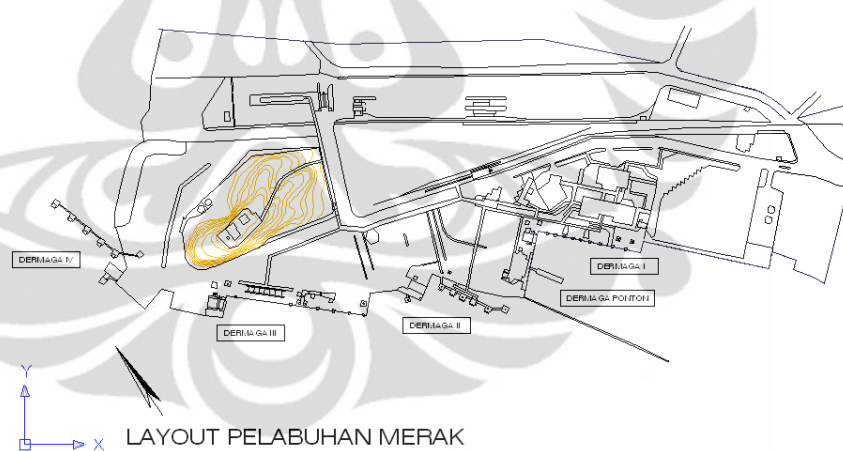 DERMAGA IV
DERMAGA I
DERMAGA PONTON
DERMAGA III
DERMAGA II
Y
X
LAYOUT PELABUHAN MERAK